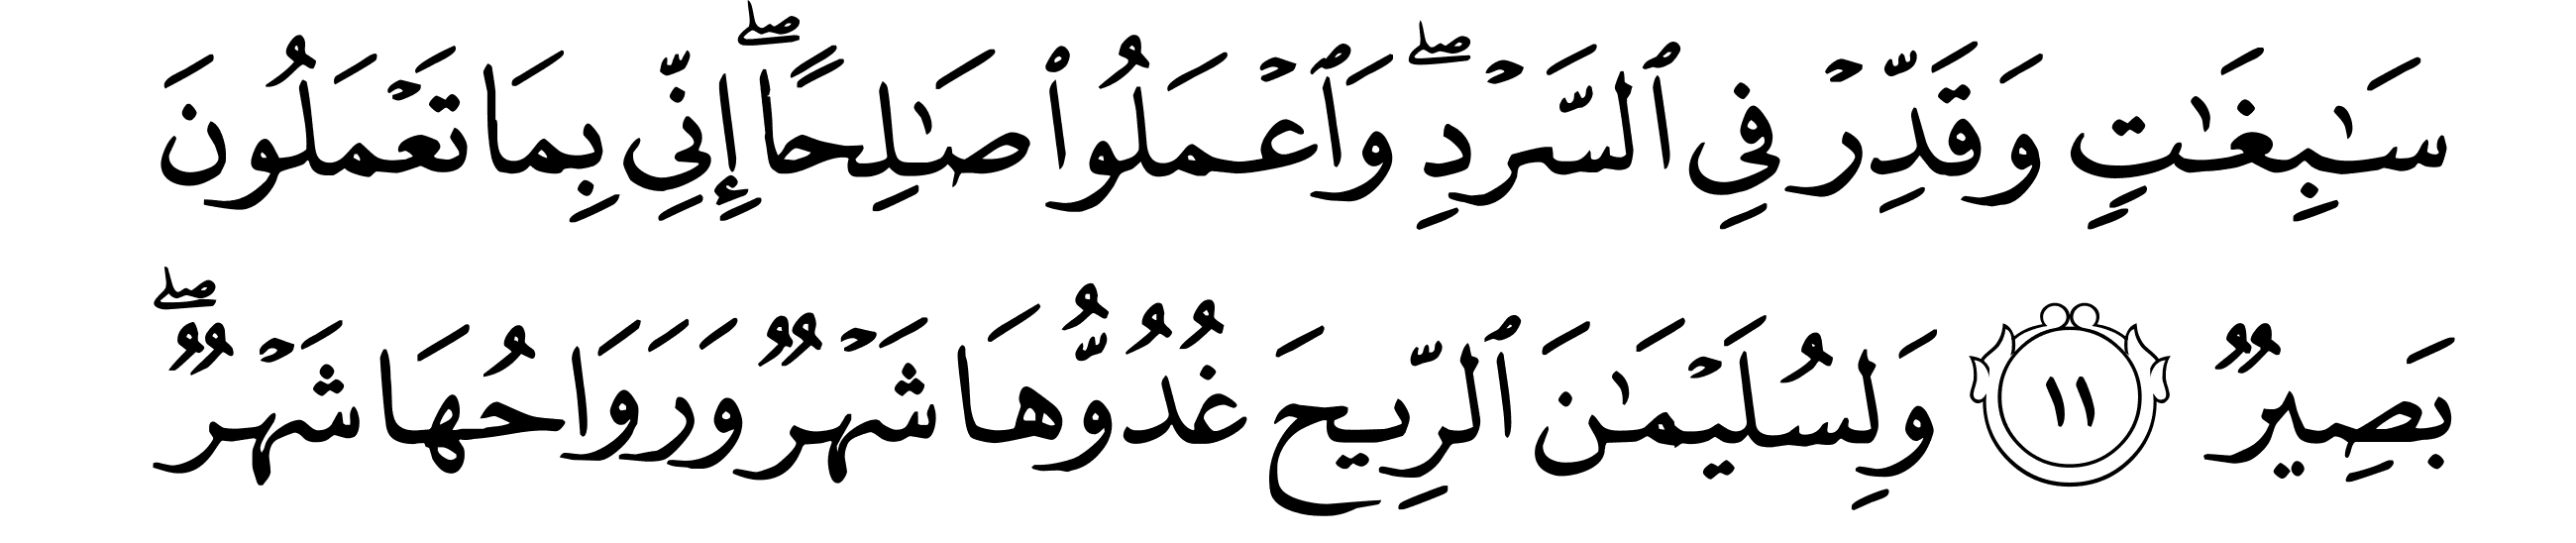 سَٰبِغَٰتٖ وَقَدِّرۡ فِي ٱلسَّرۡدِۖ وَٱعۡمَلُواْ صَٰلِحًاۖ إِنِّي بِمَا تَعۡمَلُونَ
بَصِيرٞ ١١ وَلِسُلَيۡمَٰنَ ٱلرِّيحَ غُدُوُّهَا شَهۡرٞ وَرَوَاحُهَا شَهۡرٞۖ